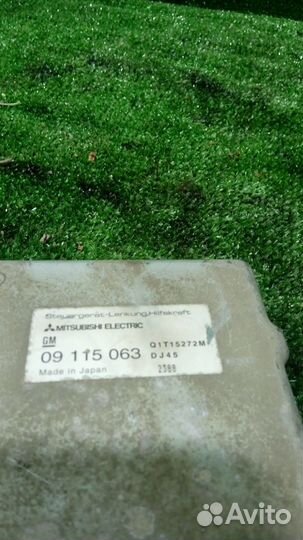 Steuergerät-Lenkung,Hilfskraft
MITSUBISHI ELECTRIC
GM
Q1T15272M
09 115 063 DJ45
Made in Japan 2388
Avito